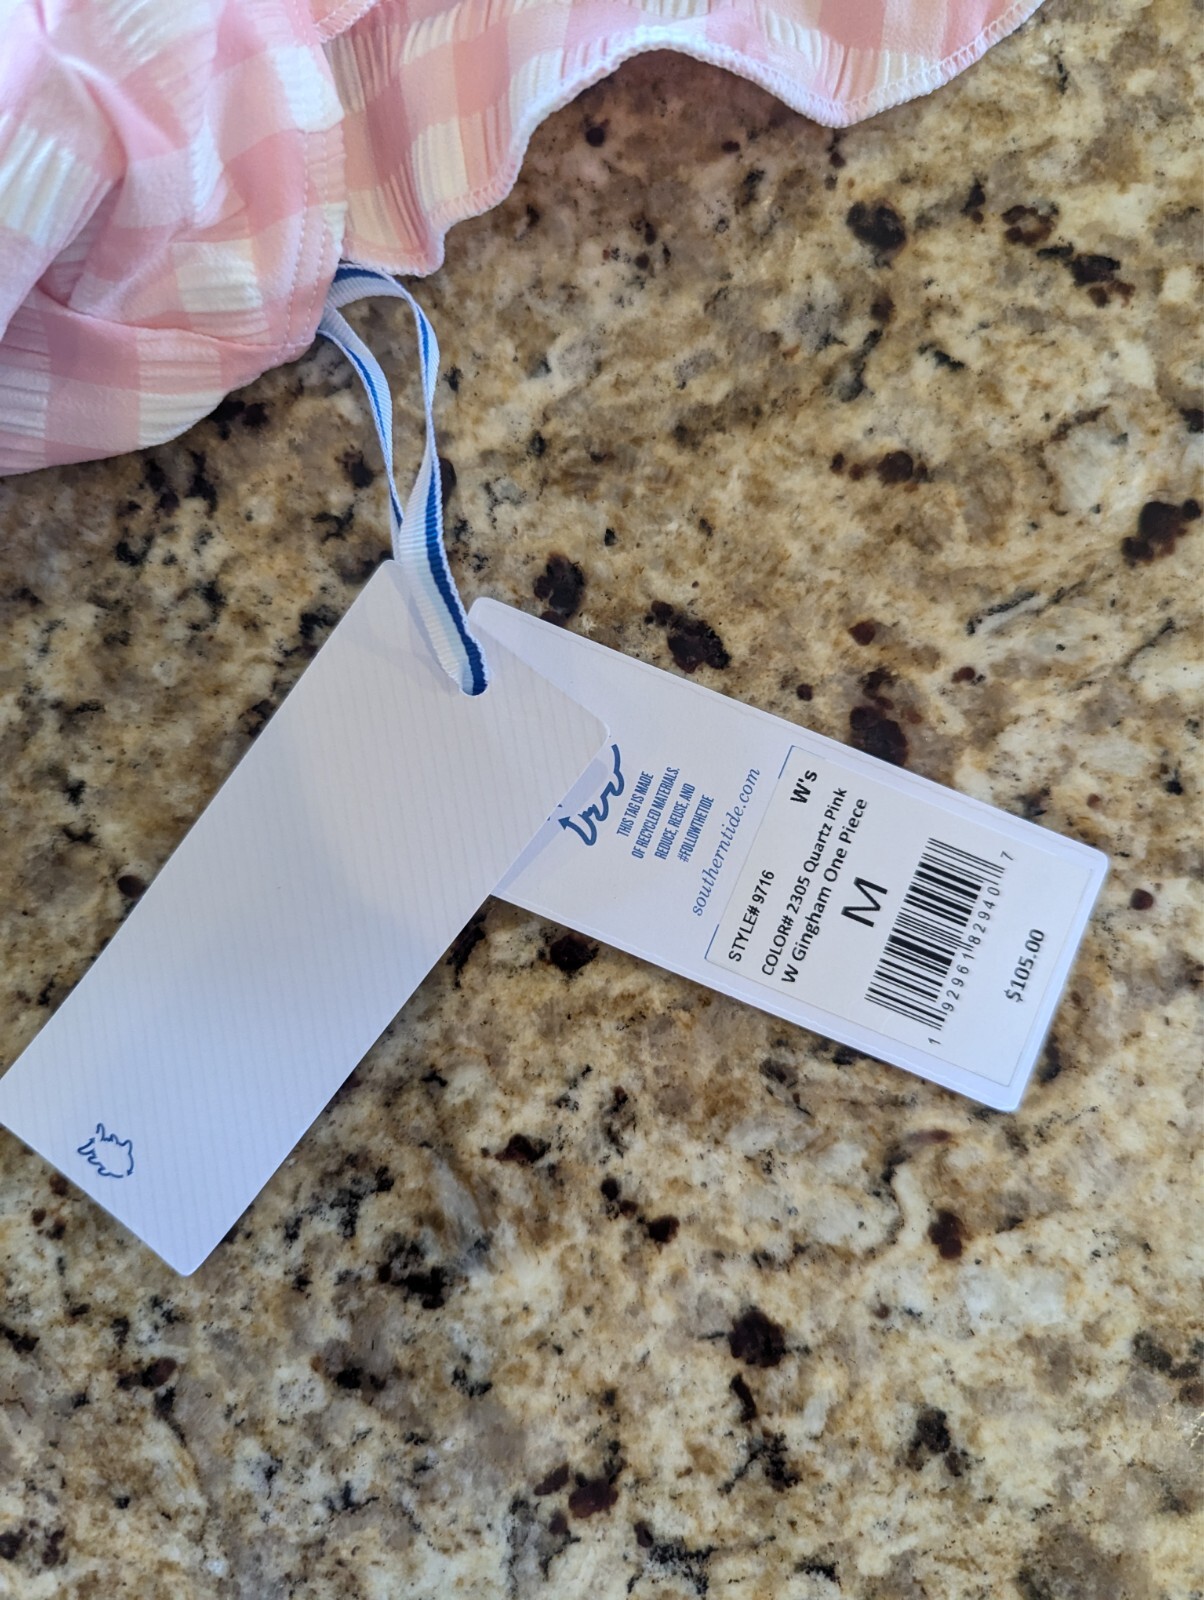 THIS TAG IS MADE
OF RECYCLED MATERIALS.
REDUCE, REUSE, AND
#FOLLOWTHETIDE
southerntide.com
STYLE# 9716 W's
COLOR# 2305 Quartz Pink
W Gingham One Piece
M
1 92961 82940 7
$105.00